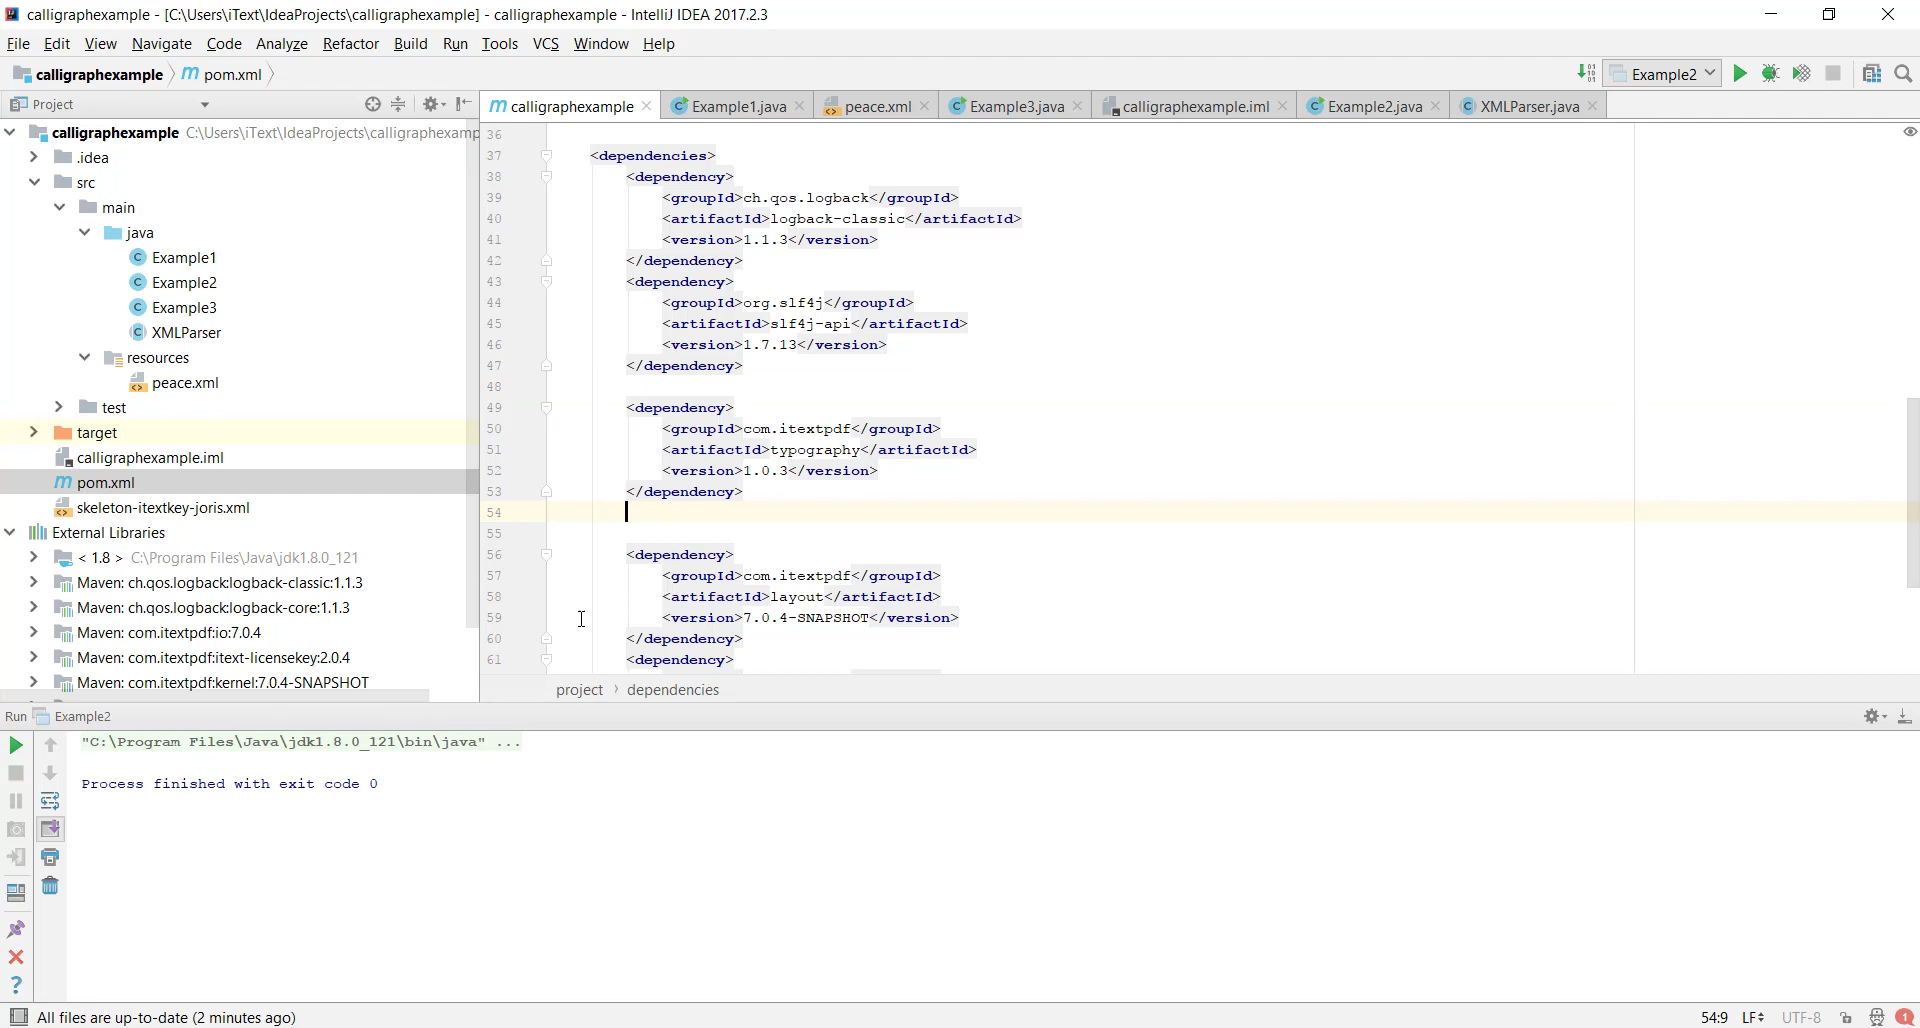 calligraphexample - [C:\Users\iText\IdeaProjects\calligraphexample] - calligraphexample - IntelliJ IDEA 2017.2.3
File Edit View Navigate Code Analyze Refactor Build Run Tools VCS Window Help
calligraphexample pom.xml Example2
Project calligraphexample Example1.java peace.xml Example3.java calligraphexample.iml Example2.java XMLParser.java
calligraphexample C:\Users\iText\IdeaProjects\calligraphexamp
.idea
src
main
java
Example1
Example2
Example3
XMLParser
resources
peace.xml
test
target
calligraphexample.iml
pom.xml
skeleton-itextkey-joris.xml
External Libraries
< 1.8 > C:\Program Files\Java\jdk1.8.0_121
Maven: ch.qos.logback:logback-classic:1.1.3
Maven: ch.qos.logback:logback-core:1.1.3
Maven: com.itextpdf:io:7.0.4
Maven: com.itextpdf:itext-licensekey:2.0.4
Maven: com.itextpdf:kernel:7.0.4-SNAPSHOT
36
37 <dependencies>
38 <dependency>
39 <groupId>ch.qos.logback</groupId>
40 <artifactId>logback-classic</artifactId>
41 <version>1.1.3</version>
42 </dependency>
43 <dependency>
44 <groupId>org.slf4j</groupId>
45 <artifactId>slf4j-api</artifactId>
46 <version>1.7.13</version>
47 </dependency>
48
49 <dependency>
50 <groupId>com.itextpdf</groupId>
51 <artifactId>typography</artifactId>
52 <version>1.0.3</version>
53 </dependency>
54
55
56 <dependency>
57 <groupId>com.itextpdf</groupId>
58 <artifactId>layout</artifactId>
59 <version>7.0.4-SNAPSHOT</version>
60 </dependency>
61 <dependency>
project › dependencies
Run Example2
"C:\Program Files\Java\jdk1.8.0_121\bin\java" ...
Process finished with exit code 0
All files are up-to-date (2 minutes ago) 54:9 LF UTF-8 1